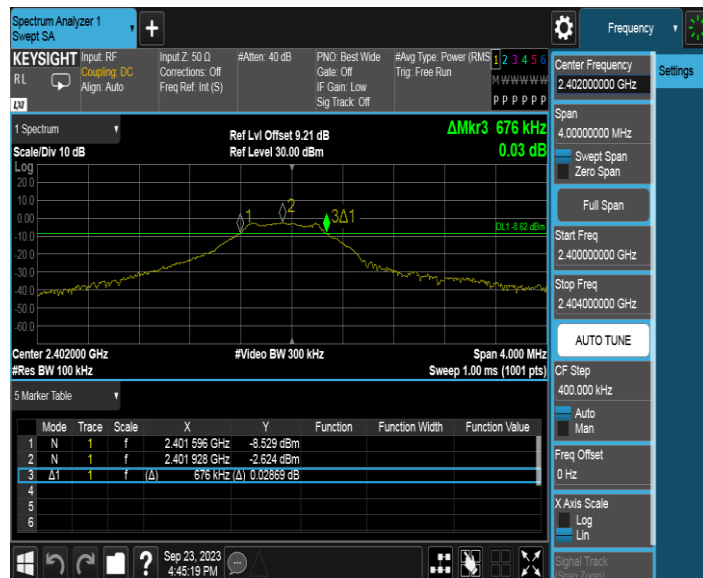 Spectrum Analyzer 1
Swept SA
+
Frequency
KEYSIGHT
RL
LXI
Input: RF
Coupling: DC
Align: Auto
Input Z: 50 Ω
Corrections: Off
Freq Ref: Int (S)
#Atten: 40 dB
PNO: Best Wide
Gate: Off
IF Gain: Low
Sig Track: Off
#Avg Type: Power (RMS
Trig: Free Run
1 2 3 4 5 6
M W W W W W
P P P P P P
1 Spectrum
Scale/Div 10 dB
Ref Lvl Offset 9.21 dB
Ref Level 30.00 dBm
ΔMkr3 676 kHz
0.03 dB
Log
20.0
10.0
0.00
-10.0
-20.0
-30.0
-40.0
-50.0
-60.0
1
2
3Δ1
DL1 -8.62 dBm
Center 2.402000 GHz
#Video BW 300 kHz
Span 4.000 MHz
#Res BW 100 kHz
Sweep 1.00 ms (1001 pts)
5 Marker Table
Mode Trace Scale X Y Function Function Width Function Value
1 N 1 f 2.401 596 GHz -8.529 dBm
2 N 1 f 2.401 928 GHz -2.624 dBm
3 Δ1 1 f (Δ) 676 kHz (Δ) 0.02869 dB
4
5
6
Sep 23, 2023
4:45:19 PM
Settings
Center Frequency
2.402000000 GHz
Span
4.00000000 MHz
Swept Span
Zero Span
Full Span
Start Freq
2.400000000 GHz
Stop Freq
2.404000000 GHz
AUTO TUNE
CF Step
400.000 kHz
Auto
Man
Freq Offset
0 Hz
X Axis Scale
Log
Lin
Signal Track
(Span Zoom)